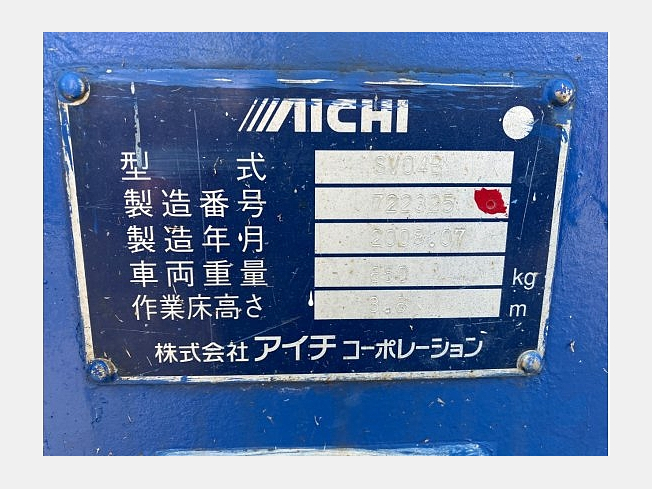 AICHI
型式 SV04B
製造番号
製造年月 2008.07
車両重量 kg
作業床高さ m
株式会社アイチコーポレーション